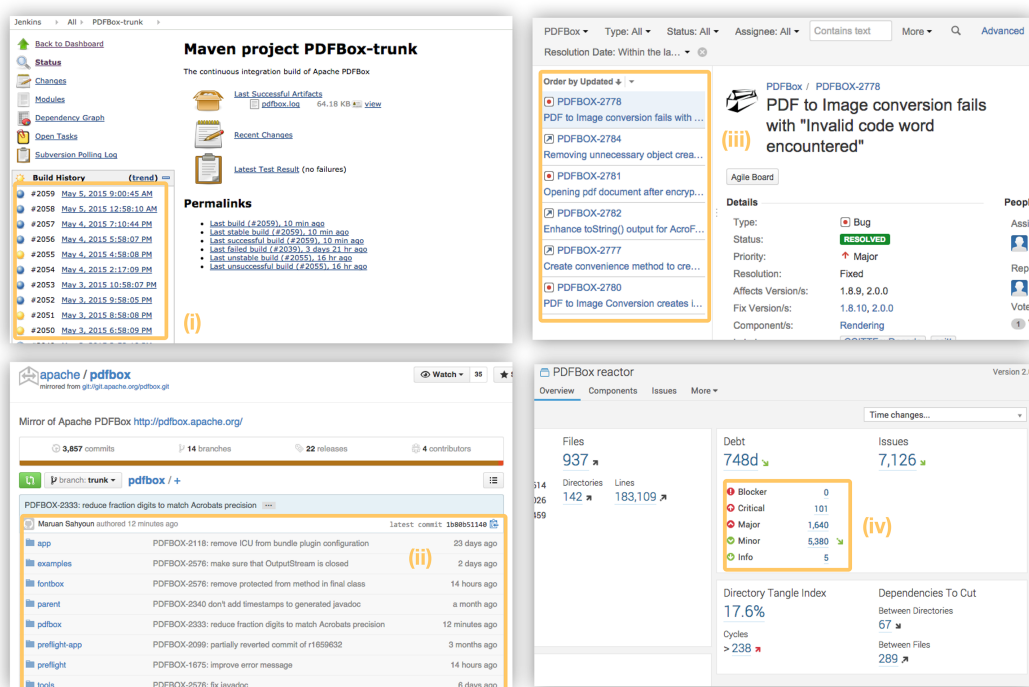 Jenkins › All › PDFBox-trunk ›
Back to Dashboard
Status
Changes
Modules
Dependency Graph
Open Tasks
Subversion Polling Log
Build History (trend)
#2059 May 5, 2015 9:00:45 AM
#2058 May 5, 2015 12:58:10 AM
#2057 May 4, 2015 7:10:44 PM
#2056 May 4, 2015 5:58:07 PM
#2055 May 4, 2015 4:58:08 PM
#2054 May 4, 2015 2:17:09 PM
#2053 May 3, 2015 10:58:07 PM
#2052 May 3, 2015 9:58:05 PM
#2051 May 3, 2015 8:58:08 PM
#2050 May 3, 2015 6:58:09 PM
(i)
Maven project PDFBox-trunk
The continuous integration build of Apache PDFBox
Last Successful Artifacts
pdfbox.log 64.18 KB view
Recent Changes
Latest Test Result (no failures)
Permalinks
Last build (#2059), 10 min ago
Last stable build (#2059), 10 min ago
Last successful build (#2059), 10 min ago
Last failed build (#2039), 3 days 21 hr ago
Last unstable build (#2055), 16 hr ago
Last unsuccessful build (#2055), 16 hr ago
PDFBox Type: All Status: All Assignee: All Contains text More Advanced
Resolution Date: Within the la...
Order by Updated
PDFBOX-2778
PDF to Image conversion fails with ...
PDFBOX-2784
Removing unnecessary object crea...
PDFBOX-2781
Opening pdf document after encryp...
PDFBOX-2782
Enhance toString() output for AcroF...
PDFBOX-2777
Create convenience method to cre...
PDFBOX-2780
PDF to Image Conversion creates i...
(iii)
PDFBox / PDFBOX-2778
PDF to Image conversion fails
with "Invalid code word
encountered"
Agile Board
Details
Type: Bug
Status: RESOLVED
Priority: Major
Resolution: Fixed
Affects Version/s: 1.8.9, 2.0.0
Fix Version/s: 1.8.10, 2.0.0
Component/s: Rendering
Peopl
Assi
Rep
Vote
1
apache / pdfbox
mirrored from git://git.apache.org/pdfbox.git
Watch 35
Mirror of Apache PDFBox http://pdfbox.apache.org/
3,857 commits 14 branches 22 releases 4 contributors
branch: trunk pdfbox / +
PDFBOX-2333: reduce fraction digits to match Acrobats precision ...
Maruan Sahyoun authored 12 minutes ago latest commit 1b80b51140
app PDFBOX-2118: remove ICU from bundle plugin configuration 23 days ago
examples PDFBOX-2576: make sure that OutputStream is closed 2 days ago
fontbox PDFBOX-2576: remove protected from method in final class 14 hours ago
parent PDFBOX-2340 don't add timestamps to generated javadoc a month ago
pdfbox PDFBOX-2333: reduce fraction digits to match Acrobats precision 12 minutes ago
preflight-app PDFBOX-2099: partially reverted commit of r1659632 3 months ago
preflight PDFBOX-1675: improve error message 14 hours ago
tools PDFBOX-2576: fix javadoc 6 days ago
(ii)
PDFBox reactor Version 2.
Overview Components Issues More
Time changes...
Files
937
Directories Lines
142 183,109
514
026
459
Debt
748d
Issues
7,126
Blocker 0
Critical 101
Major 1,640
Minor 5,380
Info 5
(iv)
Directory Tangle Index
17.6%
Cycles
> 238
Dependencies To Cut
Between Directories
67
Between Files
289